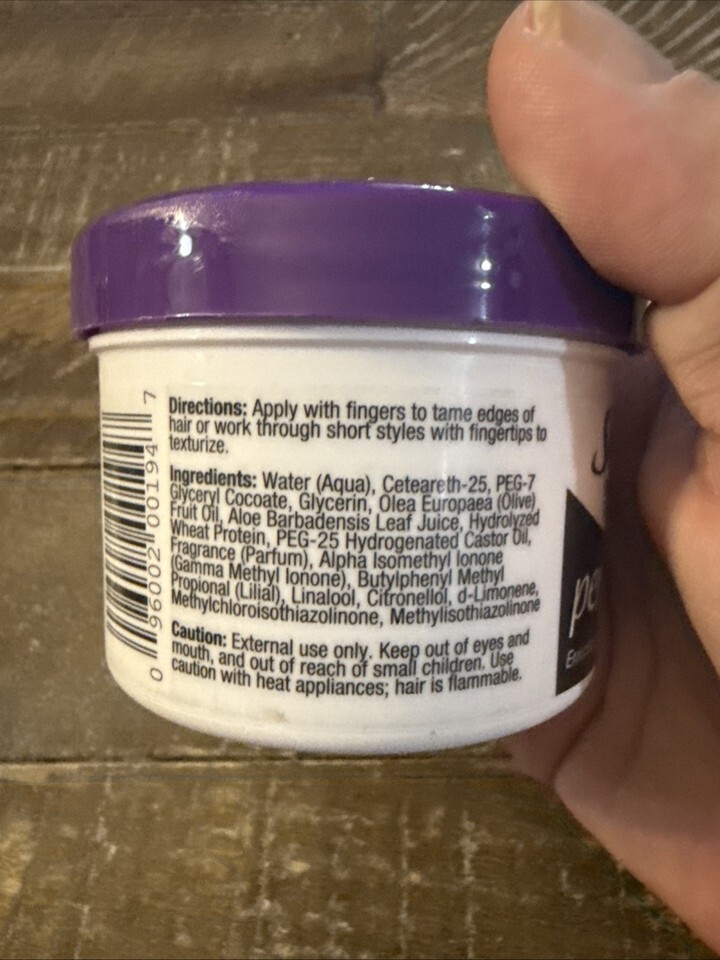 Directions: Apply with fingers to tame edges of
hair or work through short styles with fingertips to
texturize.
Ingredients: Water (Aqua), Ceteareth-25, PEG-7
Glyceryl Cocoate, Glycerin, Olea Europaea (Olive)
Fruit Oil, Aloe Barbadensis Leaf Juice, Hydrolyzed
Wheat Protein, PEG-25 Hydrogenated Castor Oil,
Fragrance (Parfum), Alpha Isomethyl Ionone
(Gamma Methyl Ionone), Butylphenyl Methyl
Propional (Lilial), Linalool, Citronellol, d-Limonene,
Methylchloroisothiazolinone, Methylisothiazolinone
Caution: External use only. Keep out of eyes and
mouth, and out of reach of small children. Use
caution with heat appliances; hair is flammable.
0 96002 00194 7